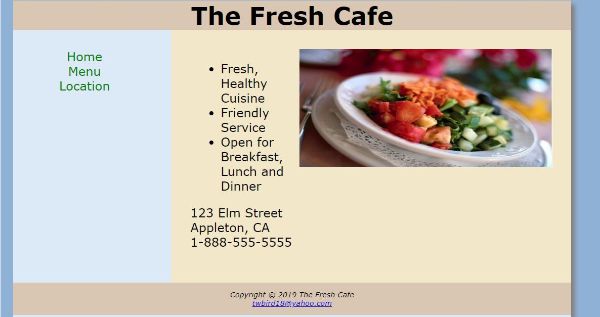 The Fresh Cafe
Home
Menu
Location
Fresh,
Healthy
Cuisine
Friendly
Service
Open for
Breakfast,
Lunch and
Dinner
123 Elm Street
Appleton, CA
1-888-555-5555
Copyright © 2019 The Fresh Cafe
twbird18@yahoo.com